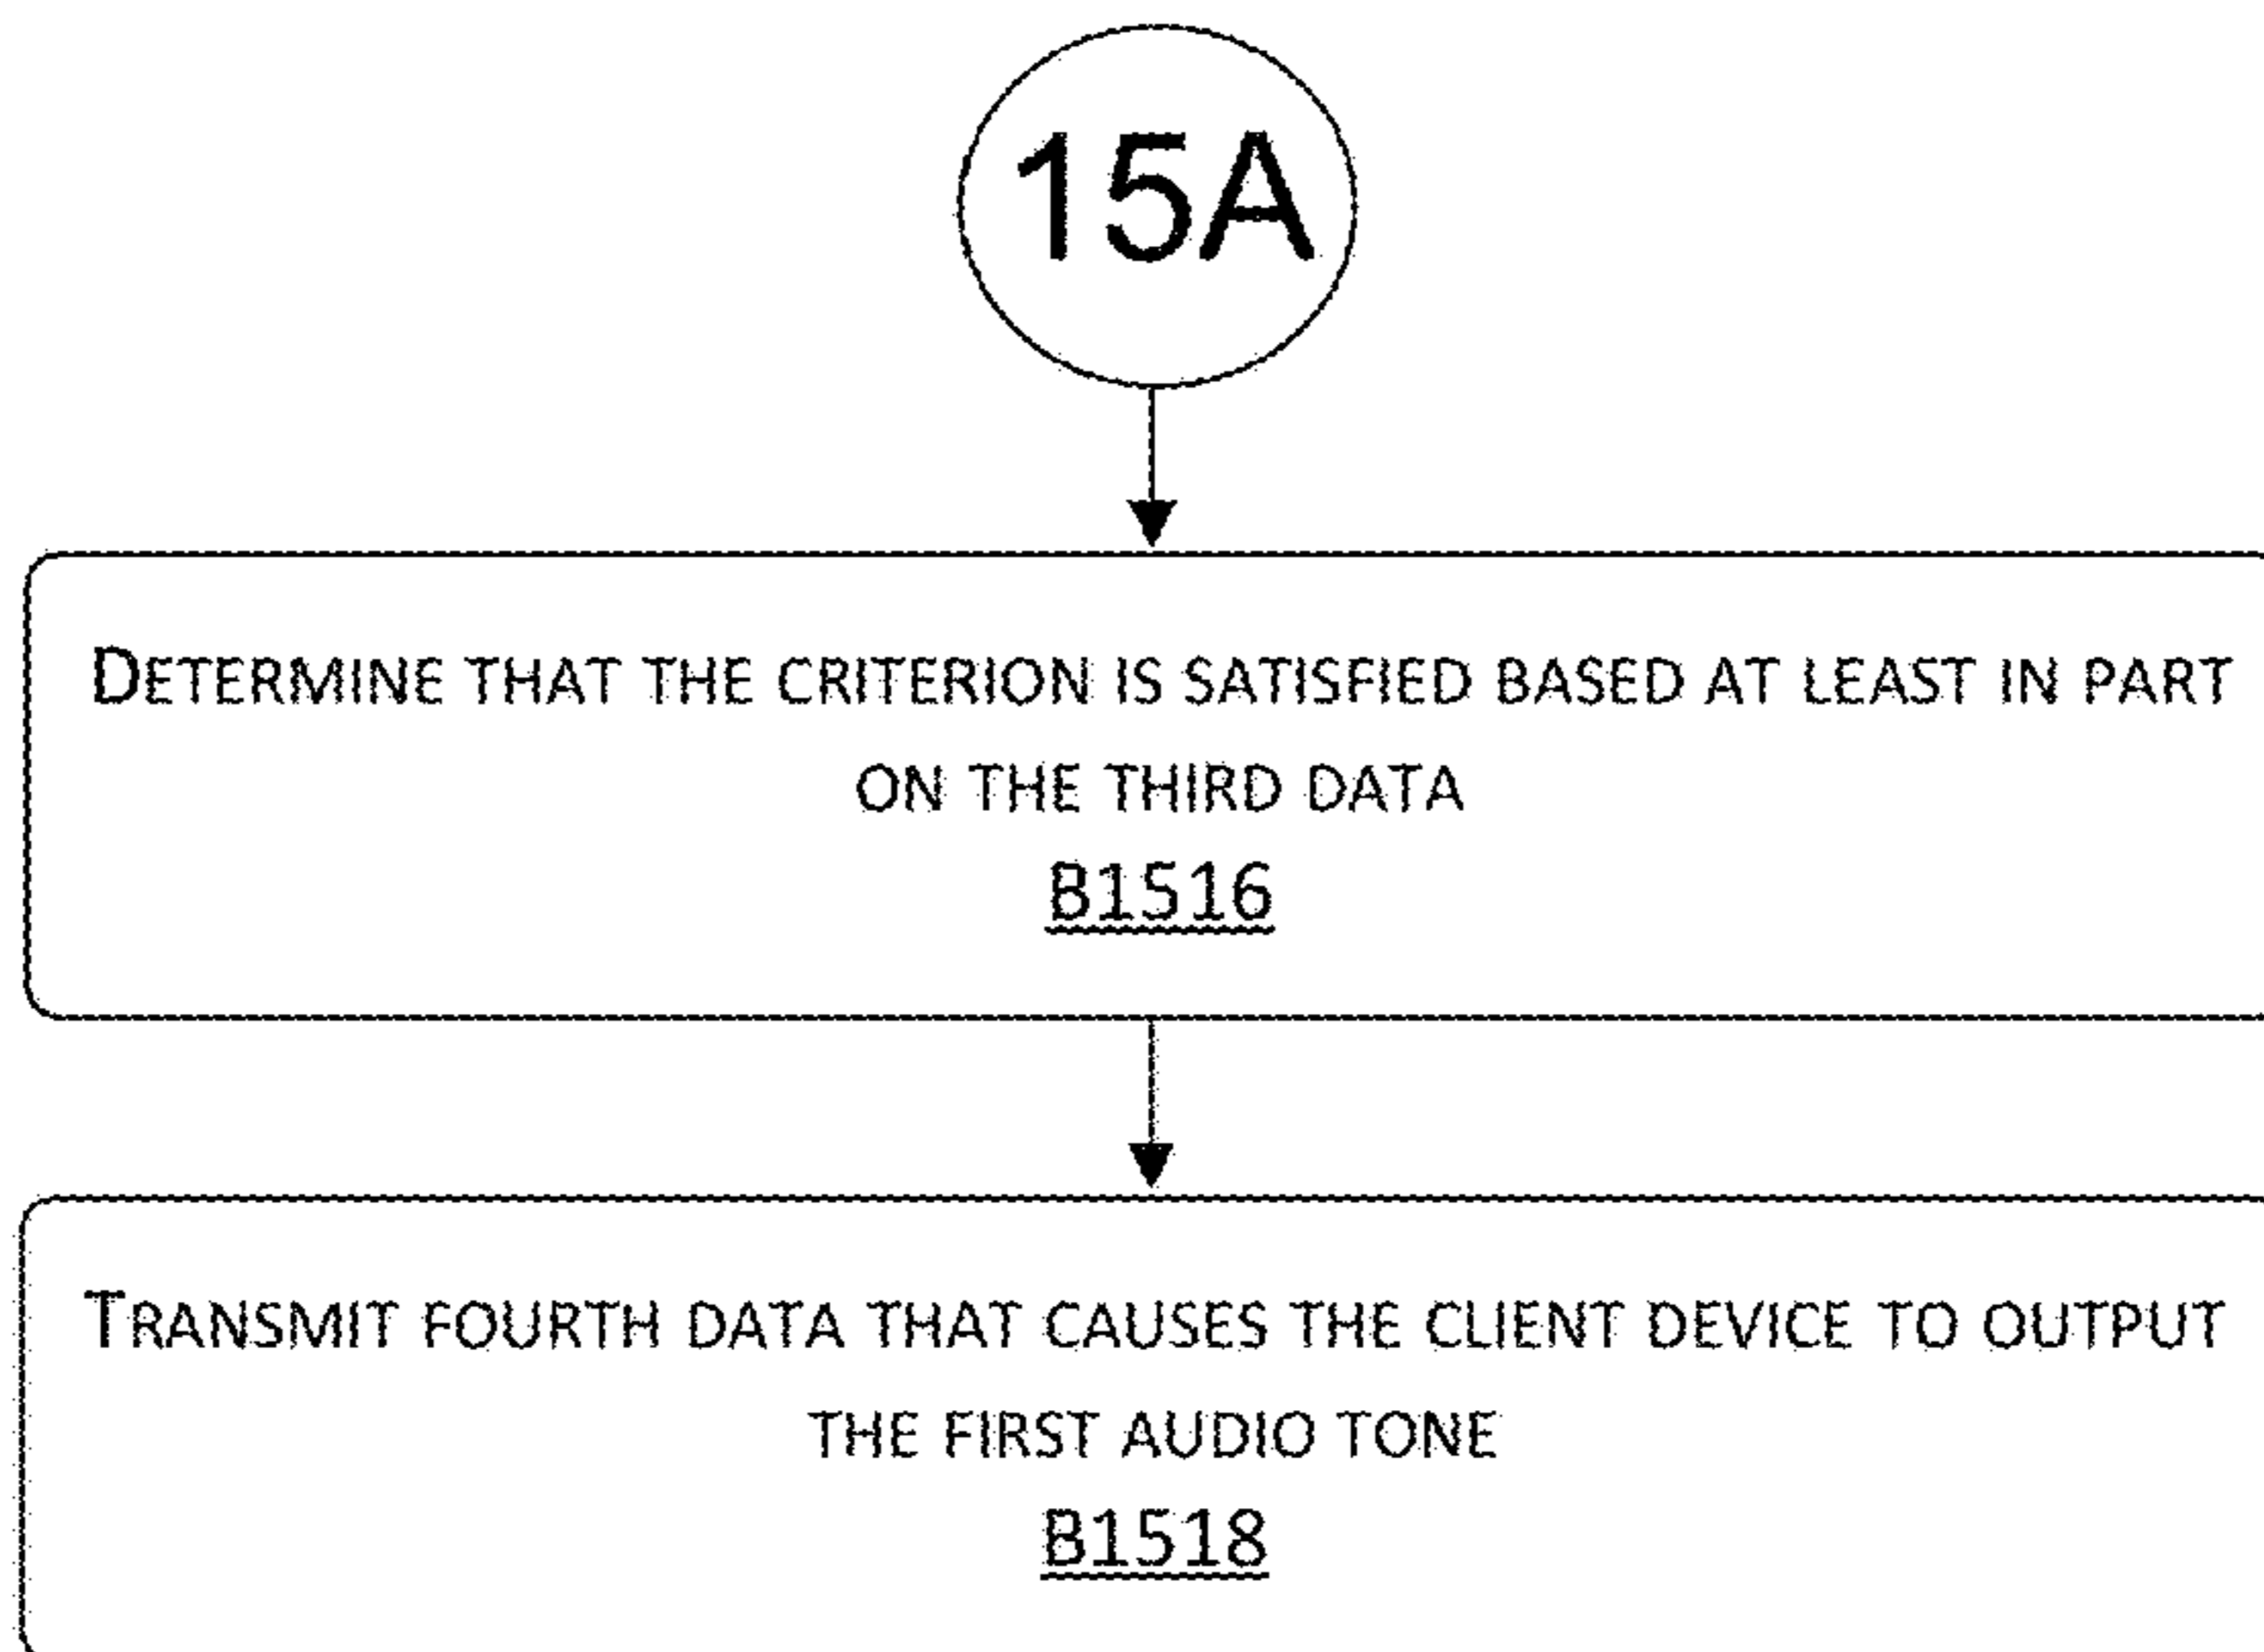 15A
DETERMINE THAT THE CRITERION IS SATISFIED BASED AT LEAST IN PART
ON THE THIRD DATA
B1516
TRANSMIT FOURTH DATA THAT CAUSES THE CLIENT DEVICE TO OUTPUT
THE FIRST AUDIO TONE
B1518